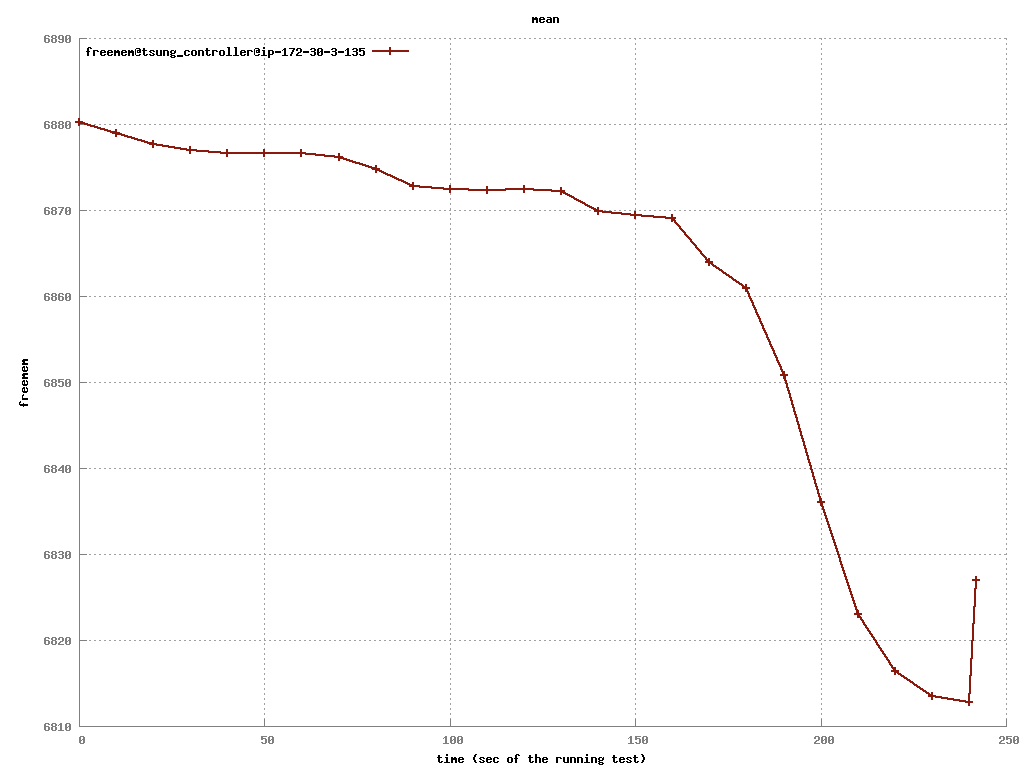 mean
6890
freemem@tsung_controller@ip-172-30-3-135
6880
6870
6860
6850
6840
6830
6820
6810
freemem
0 50 100 150 200 250
time (sec of the running test)